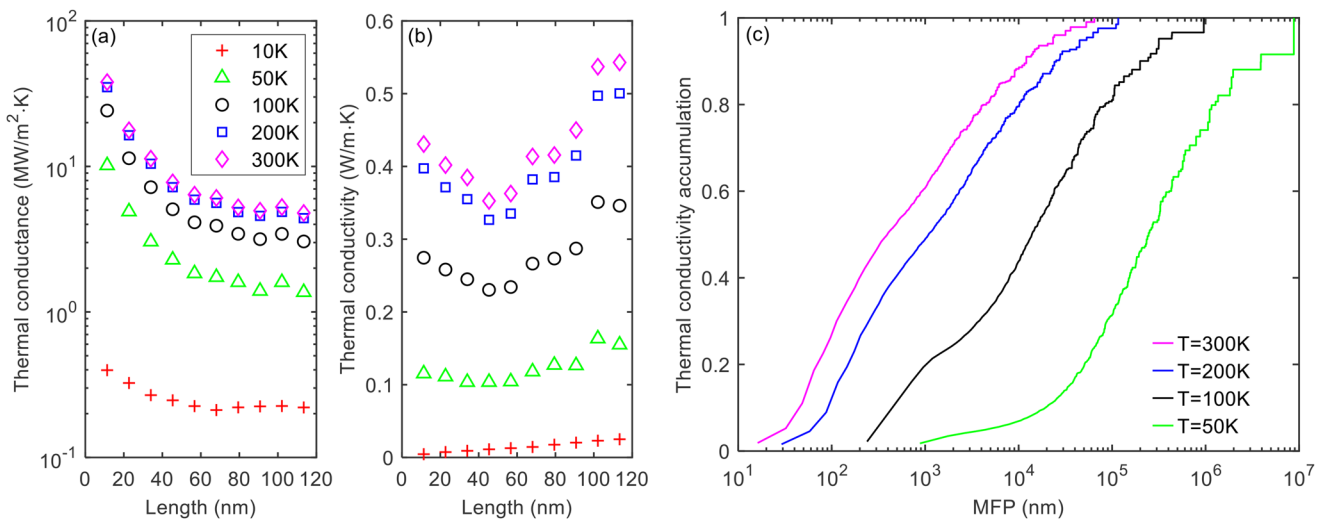 (a)
10K
50K
100K
200K
300K
10²
10¹
10⁰
10⁻¹
Thermal conductance (MW/m²·K)
0 20 40 60 80 100 120
Length (nm)
(b)
0.6
0.5
0.4
0.3
0.2
0.1
0
Thermal conductivity (W/m·K)
0 20 40 60 80 100 120
Length (nm)
(c)
1
0.8
0.6
0.4
0.2
0
Thermal conductivity accumulation
T=300K
T=200K
T=100K
T=50K
10¹ 10² 10³ 10⁴ 10⁵ 10⁶ 10⁷
MFP (nm)